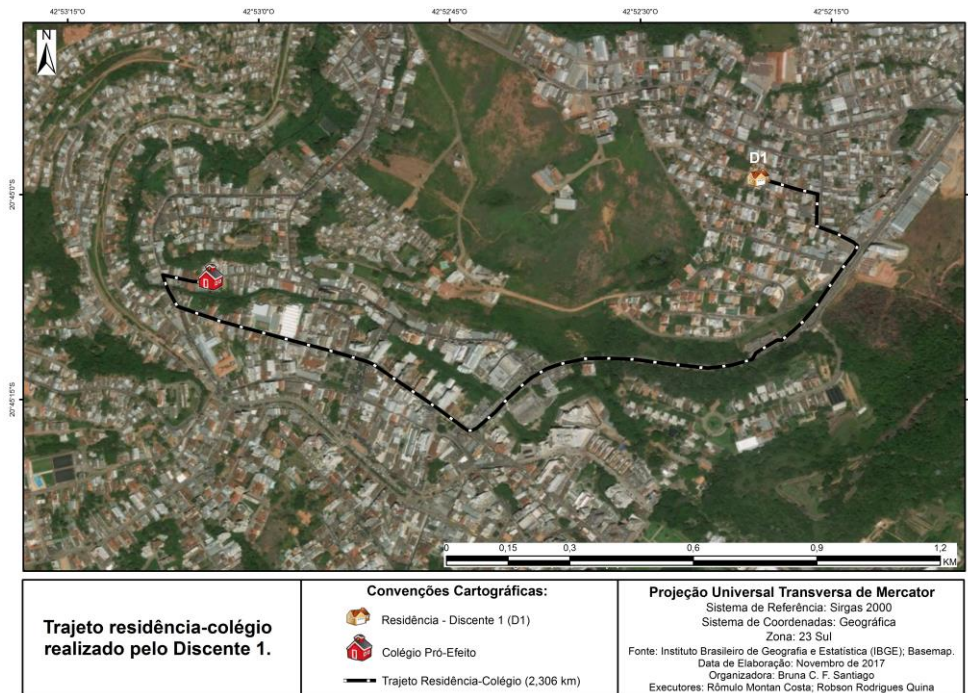 42°53'15"O 42°53'0"O 42°52'45"O 42°52'30"O 42°52'15"O
N
D1
20°45'0"S
20°45'15"S
0 0,15 0,3 0,6 0,9 1,2
KM
Trajeto residência-colégio
realizado pelo Discente 1.
Convenções Cartográficas:
Residência - Discente 1 (D1)
Colégio Pró-Efeito
Trajeto Residência-Colégio (2,306 km)
Projeção Universal Transversa de Mercator
Sistema de Referência: Sirgas 2000
Sistema de Coordenadas: Geográfica
Zona: 23 Sul
Fonte: Instituto Brasileiro de Geografia e Estatística (IBGE); Basemap.
Data de Elaboração: Novembro de 2017
Organizadora: Bruna C. F. Santiago
Executores: Rômulo Montan Costa; Robson Rodrigues Quina